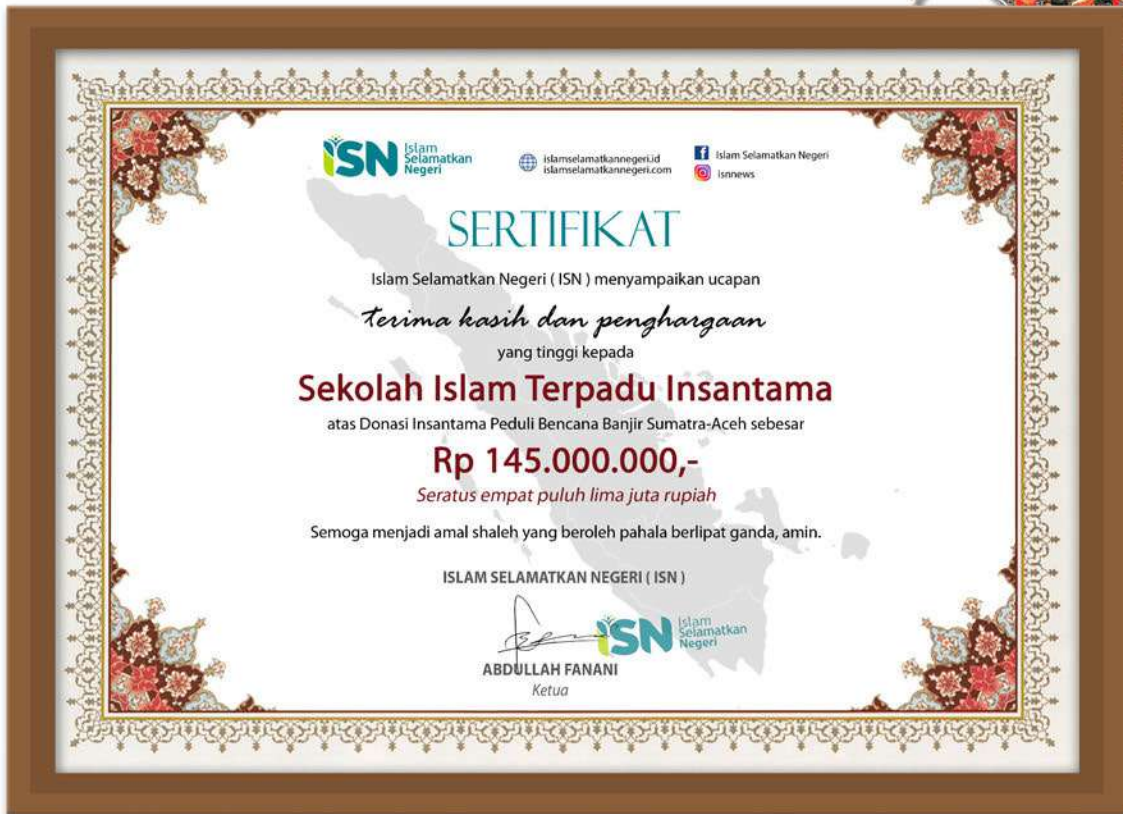 iSN Islam
Selamatkan
Negeri
islamselamatkannegeri.id
islamselamatkannegeri.com
Islam Selamatkan Negeri
isnnews
SERTIFIKAT
Islam Selamatkan Negeri ( ISN ) menyampaikan ucapan
terima kasih dan penghargaan
yang tinggi kepada
Sekolah Islam Terpadu Insantama
atas Donasi Insantama Peduli Bencana Banjir Sumatra-Aceh sebesar
Rp 145.000.000,-
Seratus empat puluh lima juta rupiah
Semoga menjadi amal shaleh yang beroleh pahala berlipat ganda, amin.
ISLAM SELAMATKAN NEGERI ( ISN )
iSN Islam
Selamatkan
Negeri
ABDULLAH FANANI
Ketua